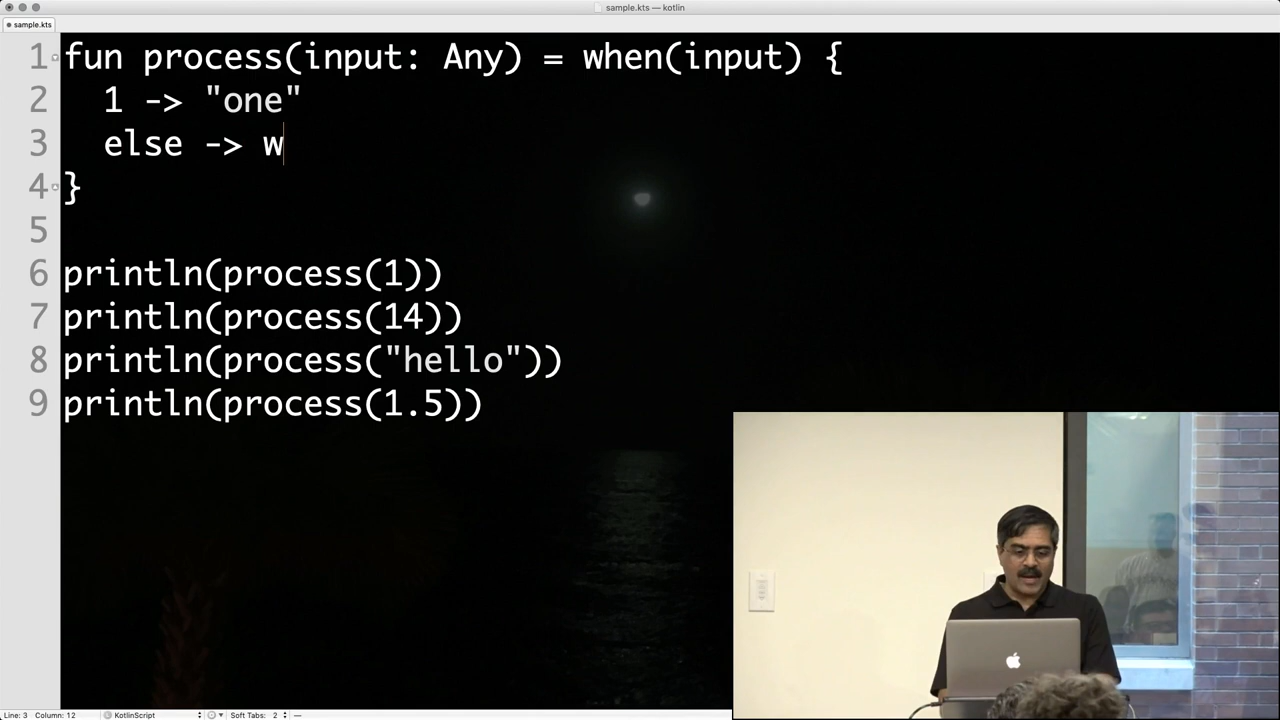 sample.kts — kotlin
sample.kts
1 fun process(input: Any) = when(input) {
2 1 -> "one"
3 else -> w
4 }
5
6 println(process(1))
7 println(process(14))
8 println(process("hello"))
9 println(process(1.5))
Line: 3 Column: 12 KotlinScript Soft Tabs: 2 —